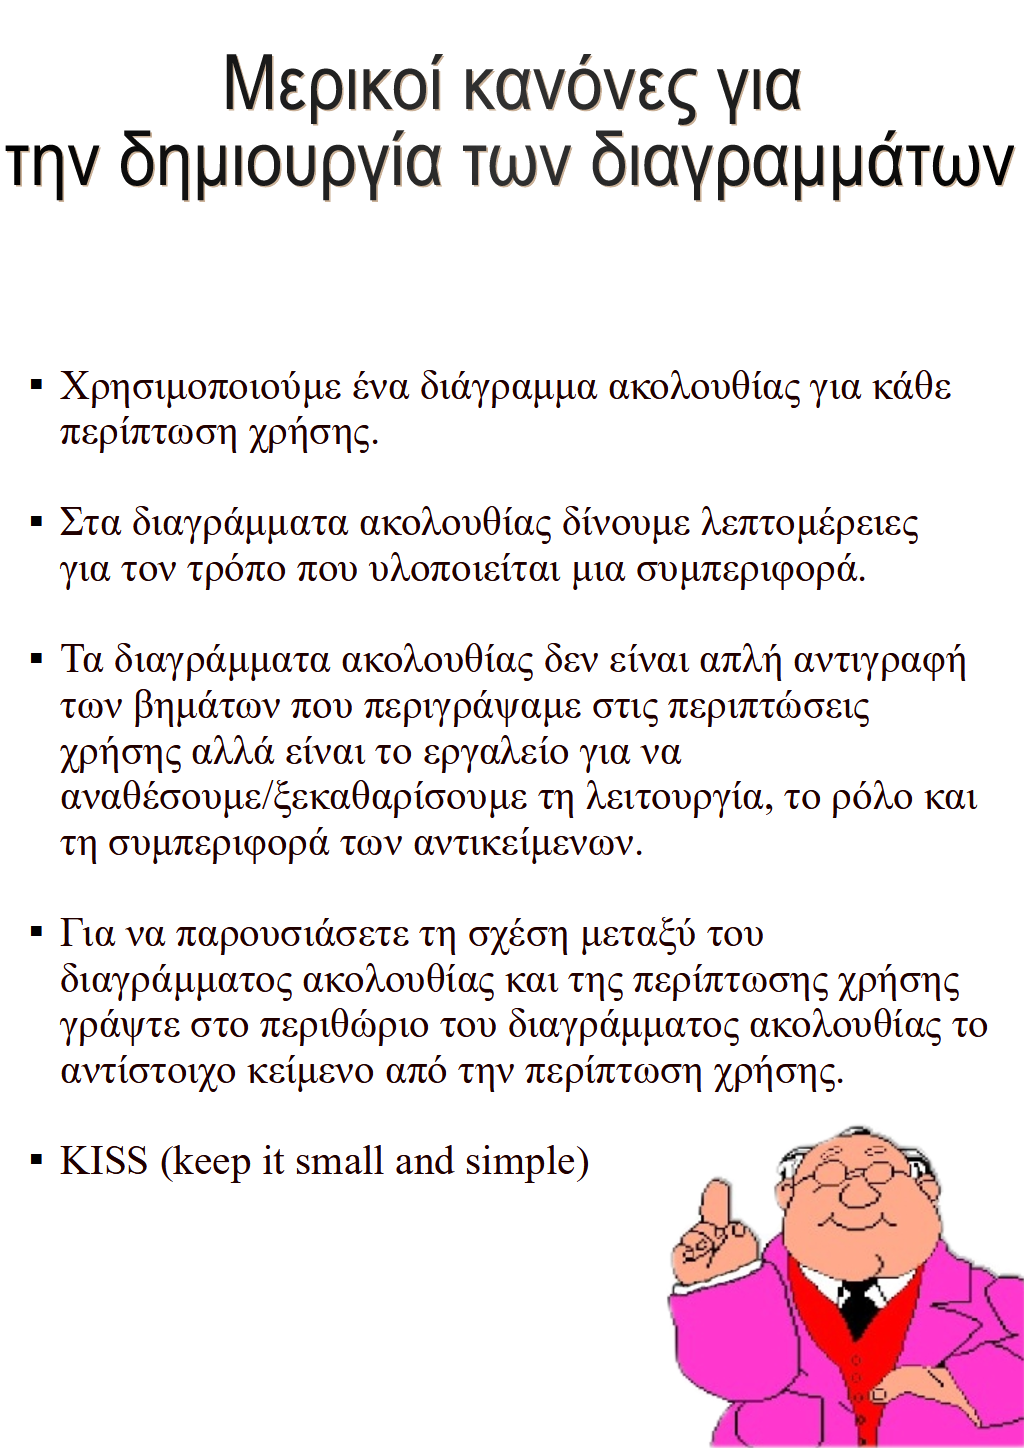 Μερικοί κανόνες για
την δημιουργία των διαγραμμάτων
▪ Χρησιμοποιούμε ένα διάγραμμα ακολουθίας για κάθε
περίπτωση χρήσης.
▪ Στα διαγράμματα ακολουθίας δίνουμε λεπτομέρειες
για τον τρόπο που υλοποιείται μια συμπεριφορά.
▪ Τα διαγράμματα ακολουθίας δεν είναι απλή αντιγραφή
των βημάτων που περιγράψαμε στις περιπτώσεις
χρήσης αλλά είναι το εργαλείο για να
αναθέσουμε/ξεκαθαρίσουμε τη λειτουργία, το ρόλο και
τη συμπεριφορά των αντικείμενων.
▪ Για να παρουσιάσετε τη σχέση μεταξύ του
διαγράμματος ακολουθίας και της περίπτωσης χρήσης
γράψτε στο περιθώριο του διαγράμματος ακολουθίας το
αντίστοιχο κείμενο από την περίπτωση χρήσης.
▪ KISS (keep it small and simple)